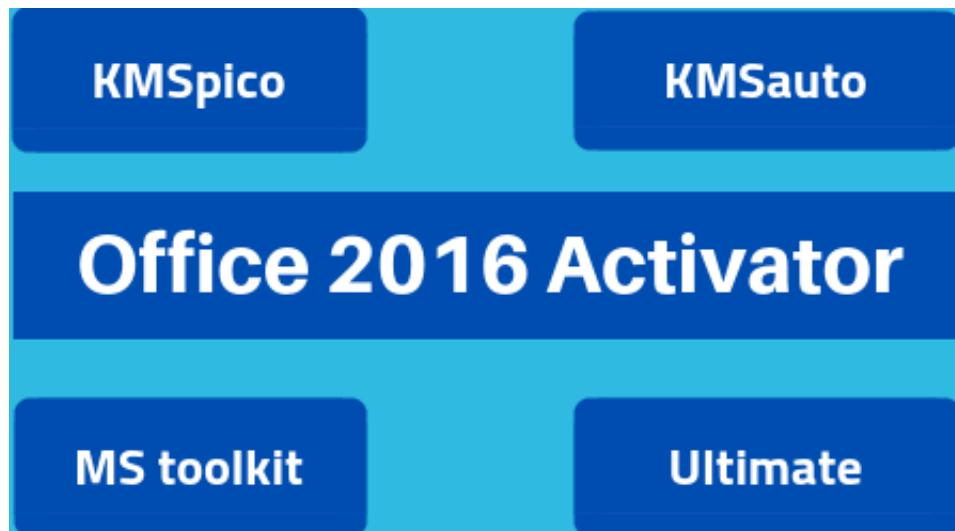 KMSpico
KMSauto
Office 2016 Activator
MS toolkit
Ultimate